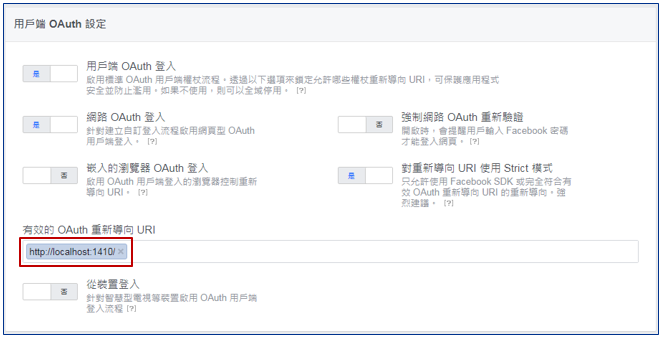 用戶端 OAuth 設定
是
用戶端 OAuth 登入
啟用標準 OAuth 用戶端權杖流程，透過以下選項來鎖定允許哪些權杖重新導向 URI，可保護應用程式
安全並防止濫用，如果不使用，則可以全域停用。 [?]
是
網路 OAuth 登入
針對建立自訂登入流程啟用網頁型 OAuth
用戶端登入。 [?]
否
強制網路 OAuth 重新驗證
開啟時，會提醒用戶輸入 Facebook 密碼
才能登入網頁。 [?]
否
嵌入的瀏覽器 OAuth 登入
啟用 OAuth 用戶端登入的瀏覽器控制重新
導向 URI。 [?]
是
對重新導向 URI 使用 Strict 模式
只允許使用 Facebook SDK 或完全符合有
效 OAuth 重新導向 URI 的重新導向。強
烈建議。 [?]
有效的 OAuth 重新導向 URI
http://localhost:1410/ ×
否
從裝置登入
針對智慧型電視等裝置啟用 OAuth 用戶端
登入流程 [?]